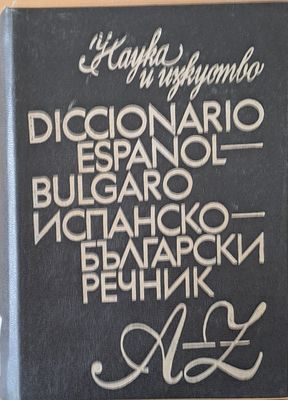 Наука
и изкуство
DICCIONARIO
ESPAÑOL—
BULGARO
ИСПАНСКО—
БЪЛГАРСКИ
РЕЧНИК
A—Z